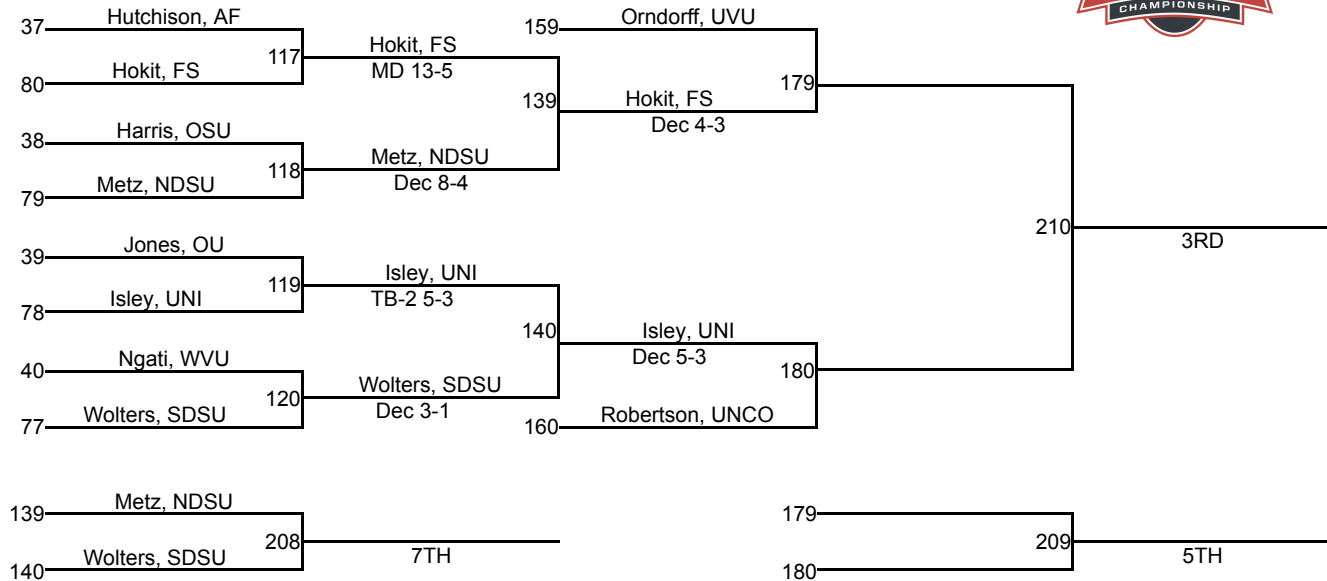 CHAMPIONSHIP
37 Hutchison, AF
117
80 Hokit, FS
Hokit, FS
MD 13-5
139
38 Harris, OSU
118
79 Metz, NDSU
Metz, NDSU
Dec 8-4
159 Orndorff, UVU
179
Hokit, FS
Dec 4-3
39 Jones, OU
119
78 Isley, UNI
Isley, UNI
TB-2 5-3
140
40 Ngati, WVU
120
77 Wolters, SDSU
Wolters, SDSU
Dec 3-1
Isley, UNI
Dec 5-3
180
160 Robertson, UNCO
210
3RD
139 Metz, NDSU
208
140 Wolters, SDSU
7TH
179
209
180
5TH